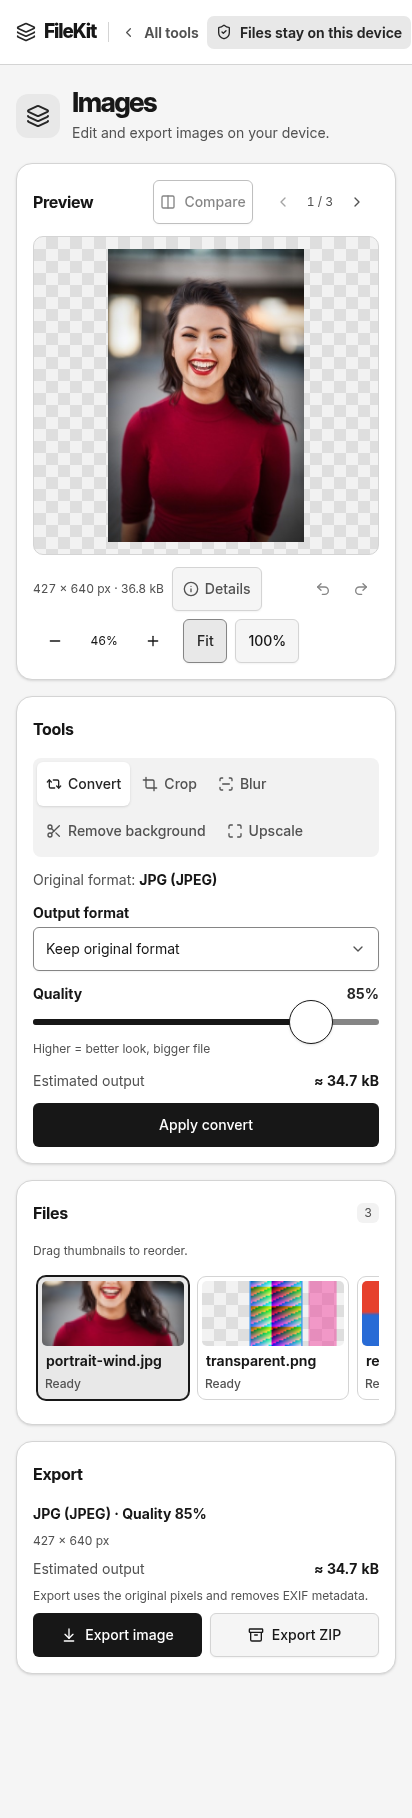 FileKit
All tools
Files stay on this device
Images
Edit and export images on your device.
Preview
Compare
1 / 3
427 × 640 px · 36.8 kB
Details
46%
Fit
100%
Tools
Convert
Crop
Blur
Remove background
Upscale
Original format: JPG (JPEG)
Output format
Keep original format
Quality
85%
Higher = better look, bigger file
Estimated output
≈ 34.7 kB
Apply convert
Files
3
Drag thumbnails to reorder.
portrait-wind.jpg
transparent.png
re
Ready
Ready
Re
Export
JPG (JPEG) · Quality 85%
427 × 640 px
Estimated output
≈ 34.7 kB
Export uses the original pixels and removes EXIF metadata.
Export image
Export ZIP